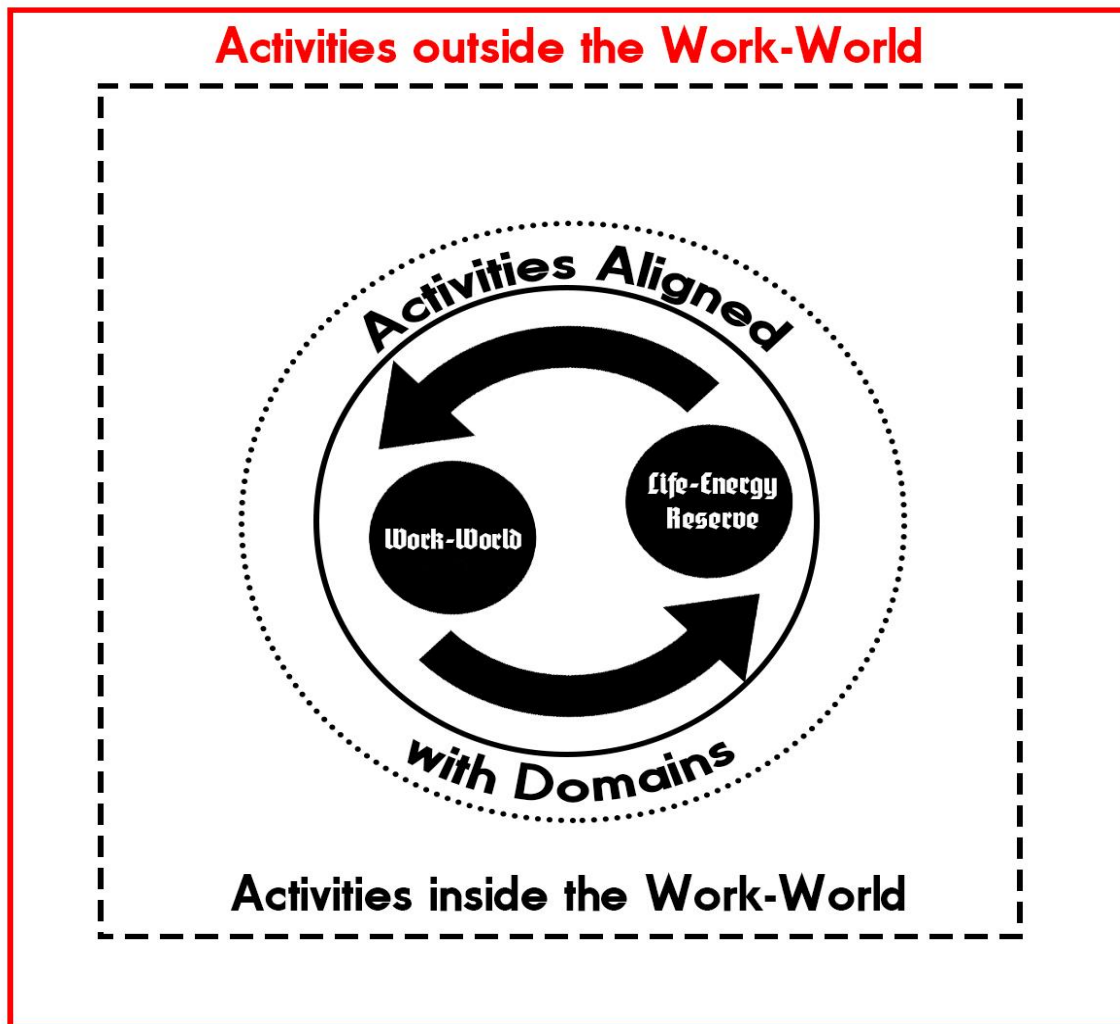 Activities outside the Work-World
Activities Aligned
Life-Energy
Reserve
Work-World
with Domains
Activities inside the Work-World